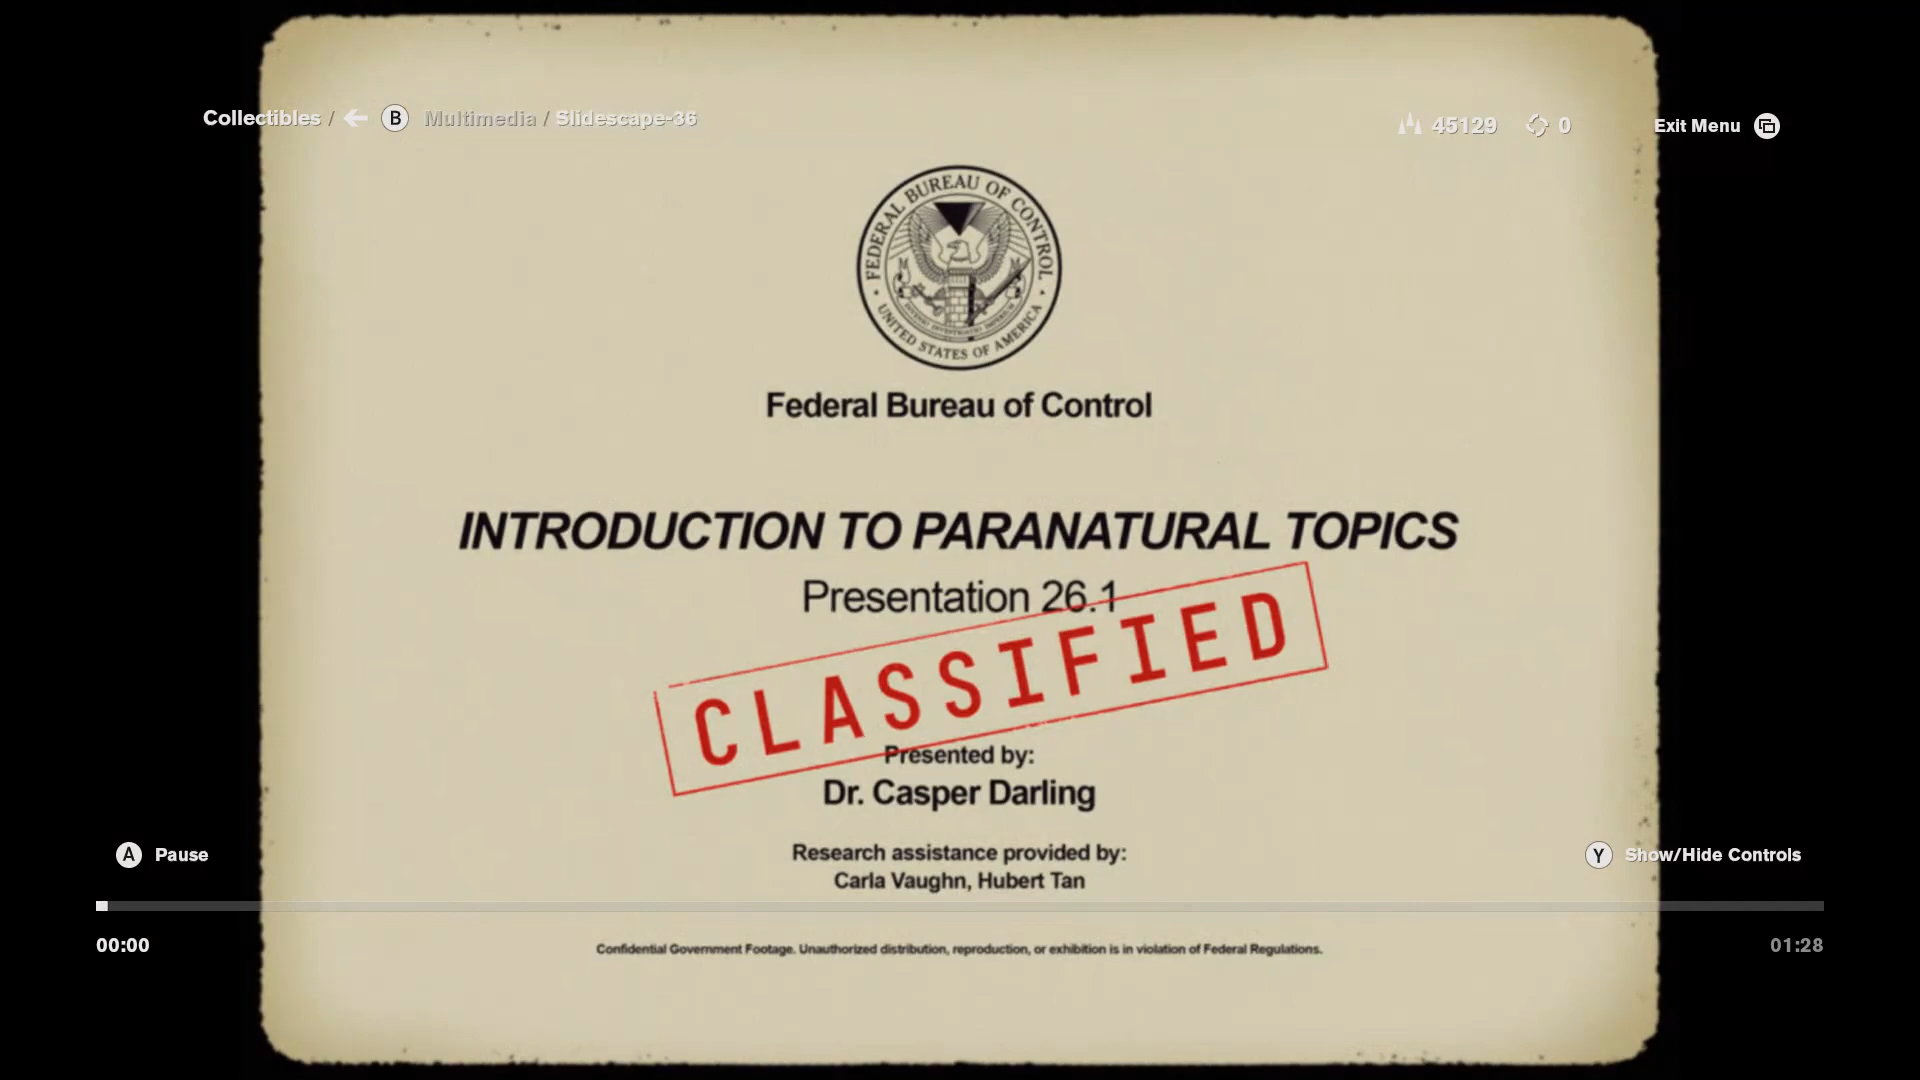 Collectibles / B Multimedia / Slidescape-36
45129 0 Exit Menu
FEDERAL BUREAU OF CONTROL
UNITED STATES OF AMERICA
Federal Bureau of Control
INTRODUCTION TO PARANATURAL TOPICS
Presentation 26.1
CLASSIFIED
Presented by:
Dr. Casper Darling
A Pause
Y Show/Hide Controls
Research assistance provided by:
Carla Vaughn, Hubert Tan
00:00
01:28
Confidential Government Footage. Unauthorized distribution, reproduction, or exhibition is in violation of Federal Regulations.